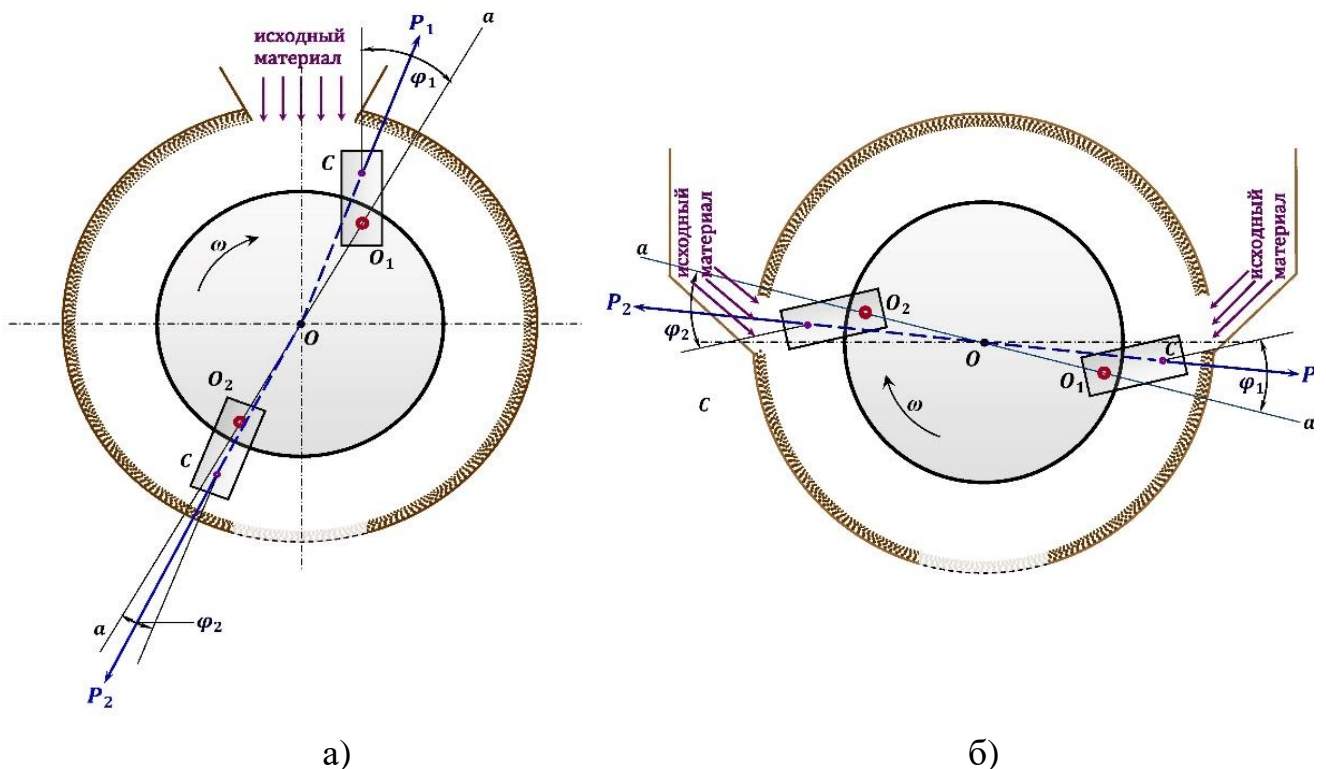 исходный
материал
P₁
a
φ₁
C
ω
O₁
O
O₂
C
a
φ₂
P₂
а)
исходный
материал
исходный
материал
a
P₂
φ₂
O₂
O
C
O₁
P
φ₁
ω
C
a
б)